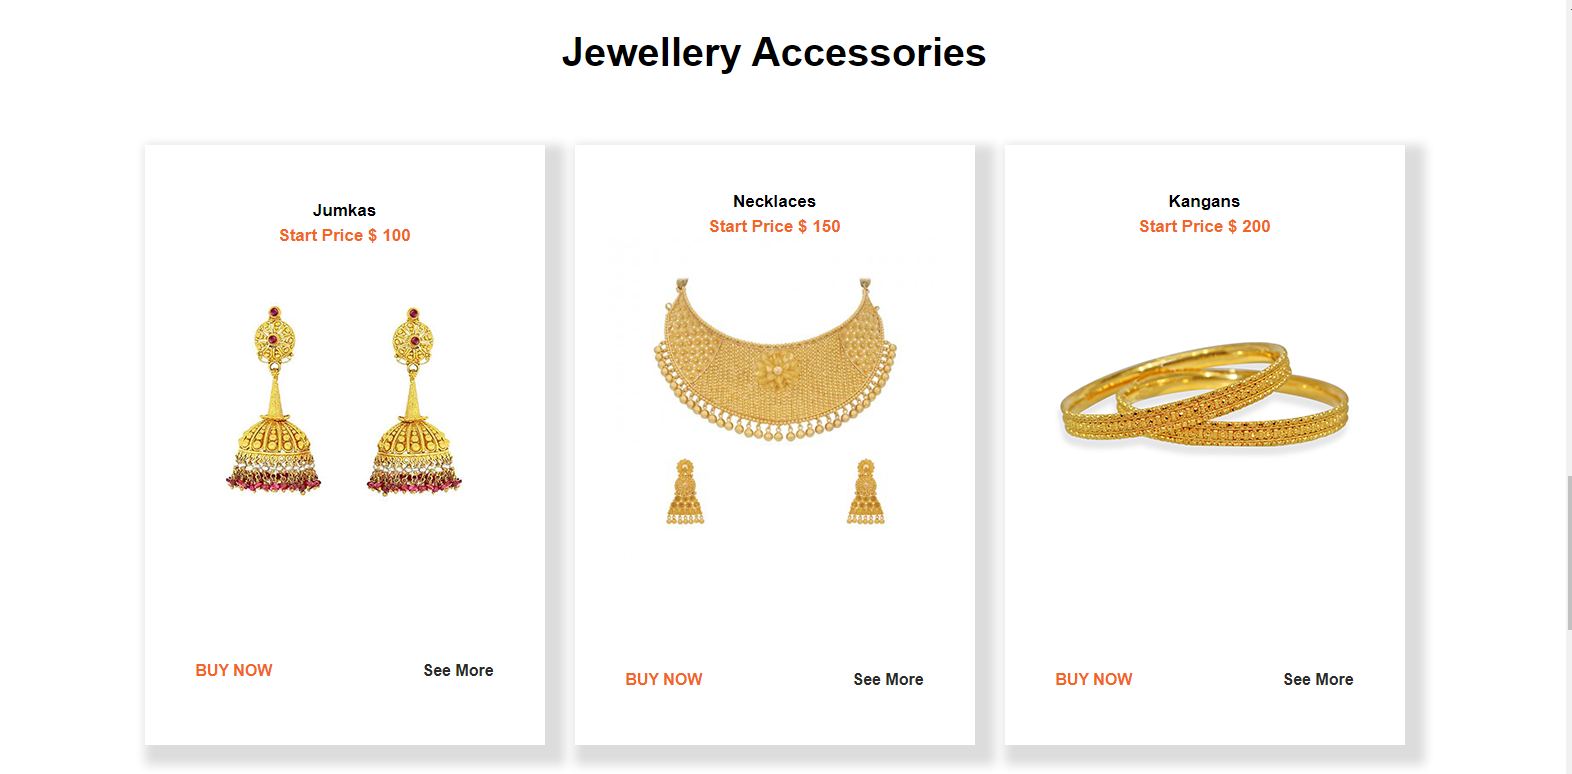 Jewellery Accessories
Jumkas
Start Price $ 100
BUY NOW
See More
Necklaces
Start Price $ 150
BUY NOW
See More
Kangans
Start Price $ 200
BUY NOW
See More